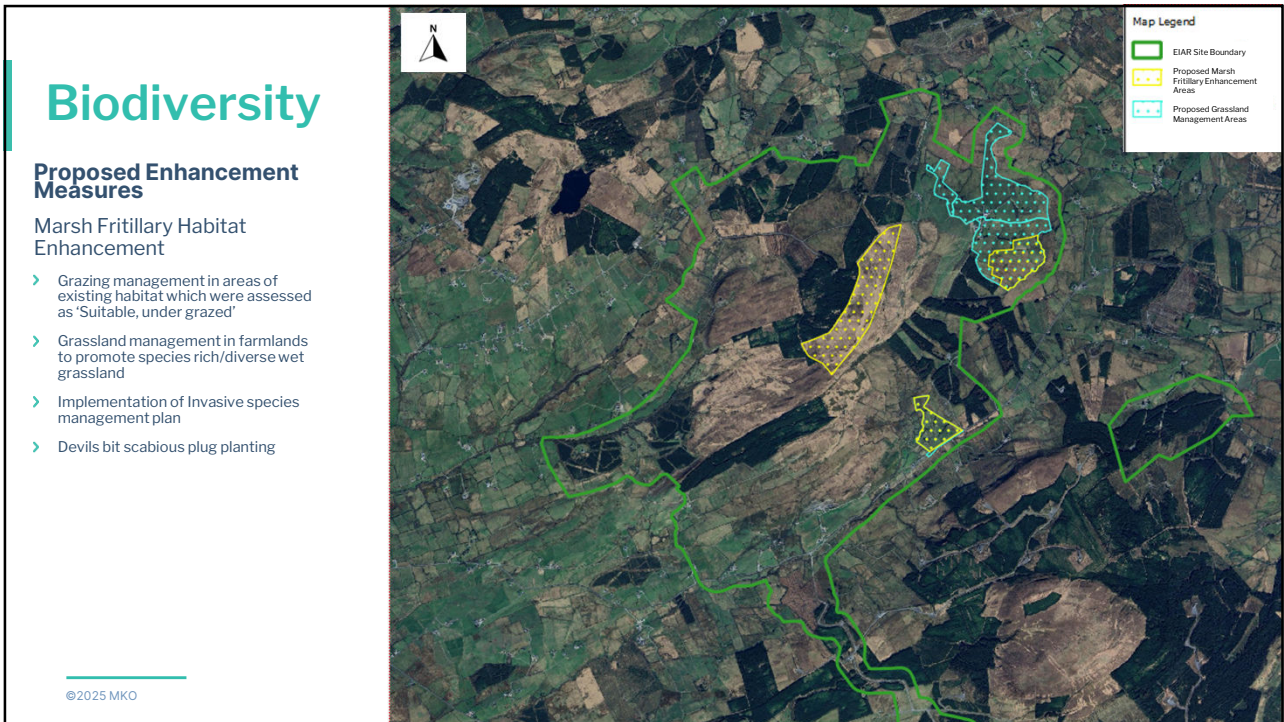 Biodiversity
Proposed Enhancement
Measures
Marsh Fritillary Habitat
Enhancement
Grazing management in areas of
existing habitat which were assessed
as ‘Suitable, under grazed’
Grassland management in farmlands
to promote species rich/diverse wet
grassland
Implementation of Invasive species
management plan
Devils bit scabious plug planting
©2025 MKO
N
Map Legend
EIAR Site Boundary
Proposed Marsh
Fritillary Enhancement
Areas
Proposed Grassland
Management Areas